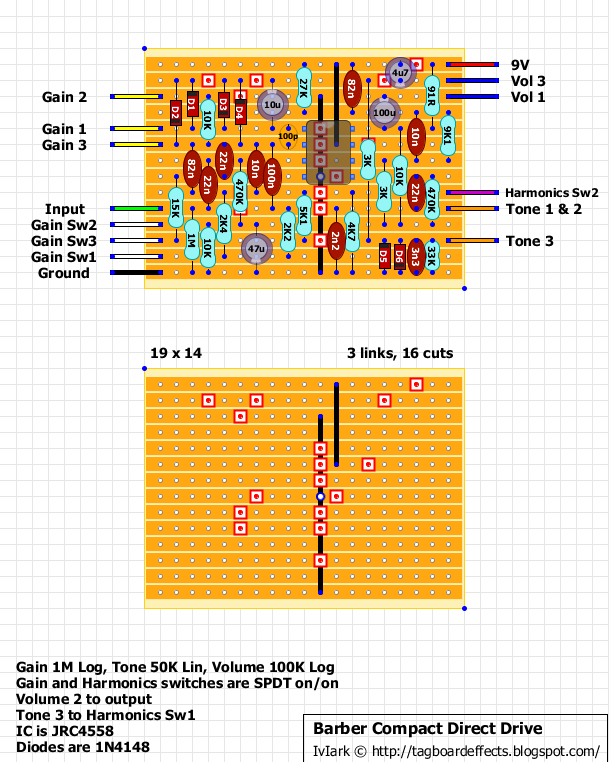 9V
Vol 3
Vol 1
Gain 2
Gain 1
Gain 3
Input
Gain Sw2
Gain Sw3
Gain Sw1
Ground
Harmonics Sw2
Tone 1 & 2
Tone 3
D2
D1
10K
D3
D4
10u
27K
82n
4u7
100u
91R
10n
9K1
100p
82n
22n
22n
10n
100n
470K
15K
1M
10K
2K4
47u
2K2
5K1
2n2
4K7
3K
3K
10K
22n
470K
D5
D6
3n3
33K
19 x 14
3 links, 16 cuts
Gain 1M Log, Tone 50K Lin, Volume 100K Log
Gain and Harmonics switches are SPDT on/on
Volume 2 to output
Tone 3 to Harmonics Sw1
IC is JRC4558
Diodes are 1N4148
Barber Compact Direct Drive
IvIark © http://tagboardeffects.blogspot.com/